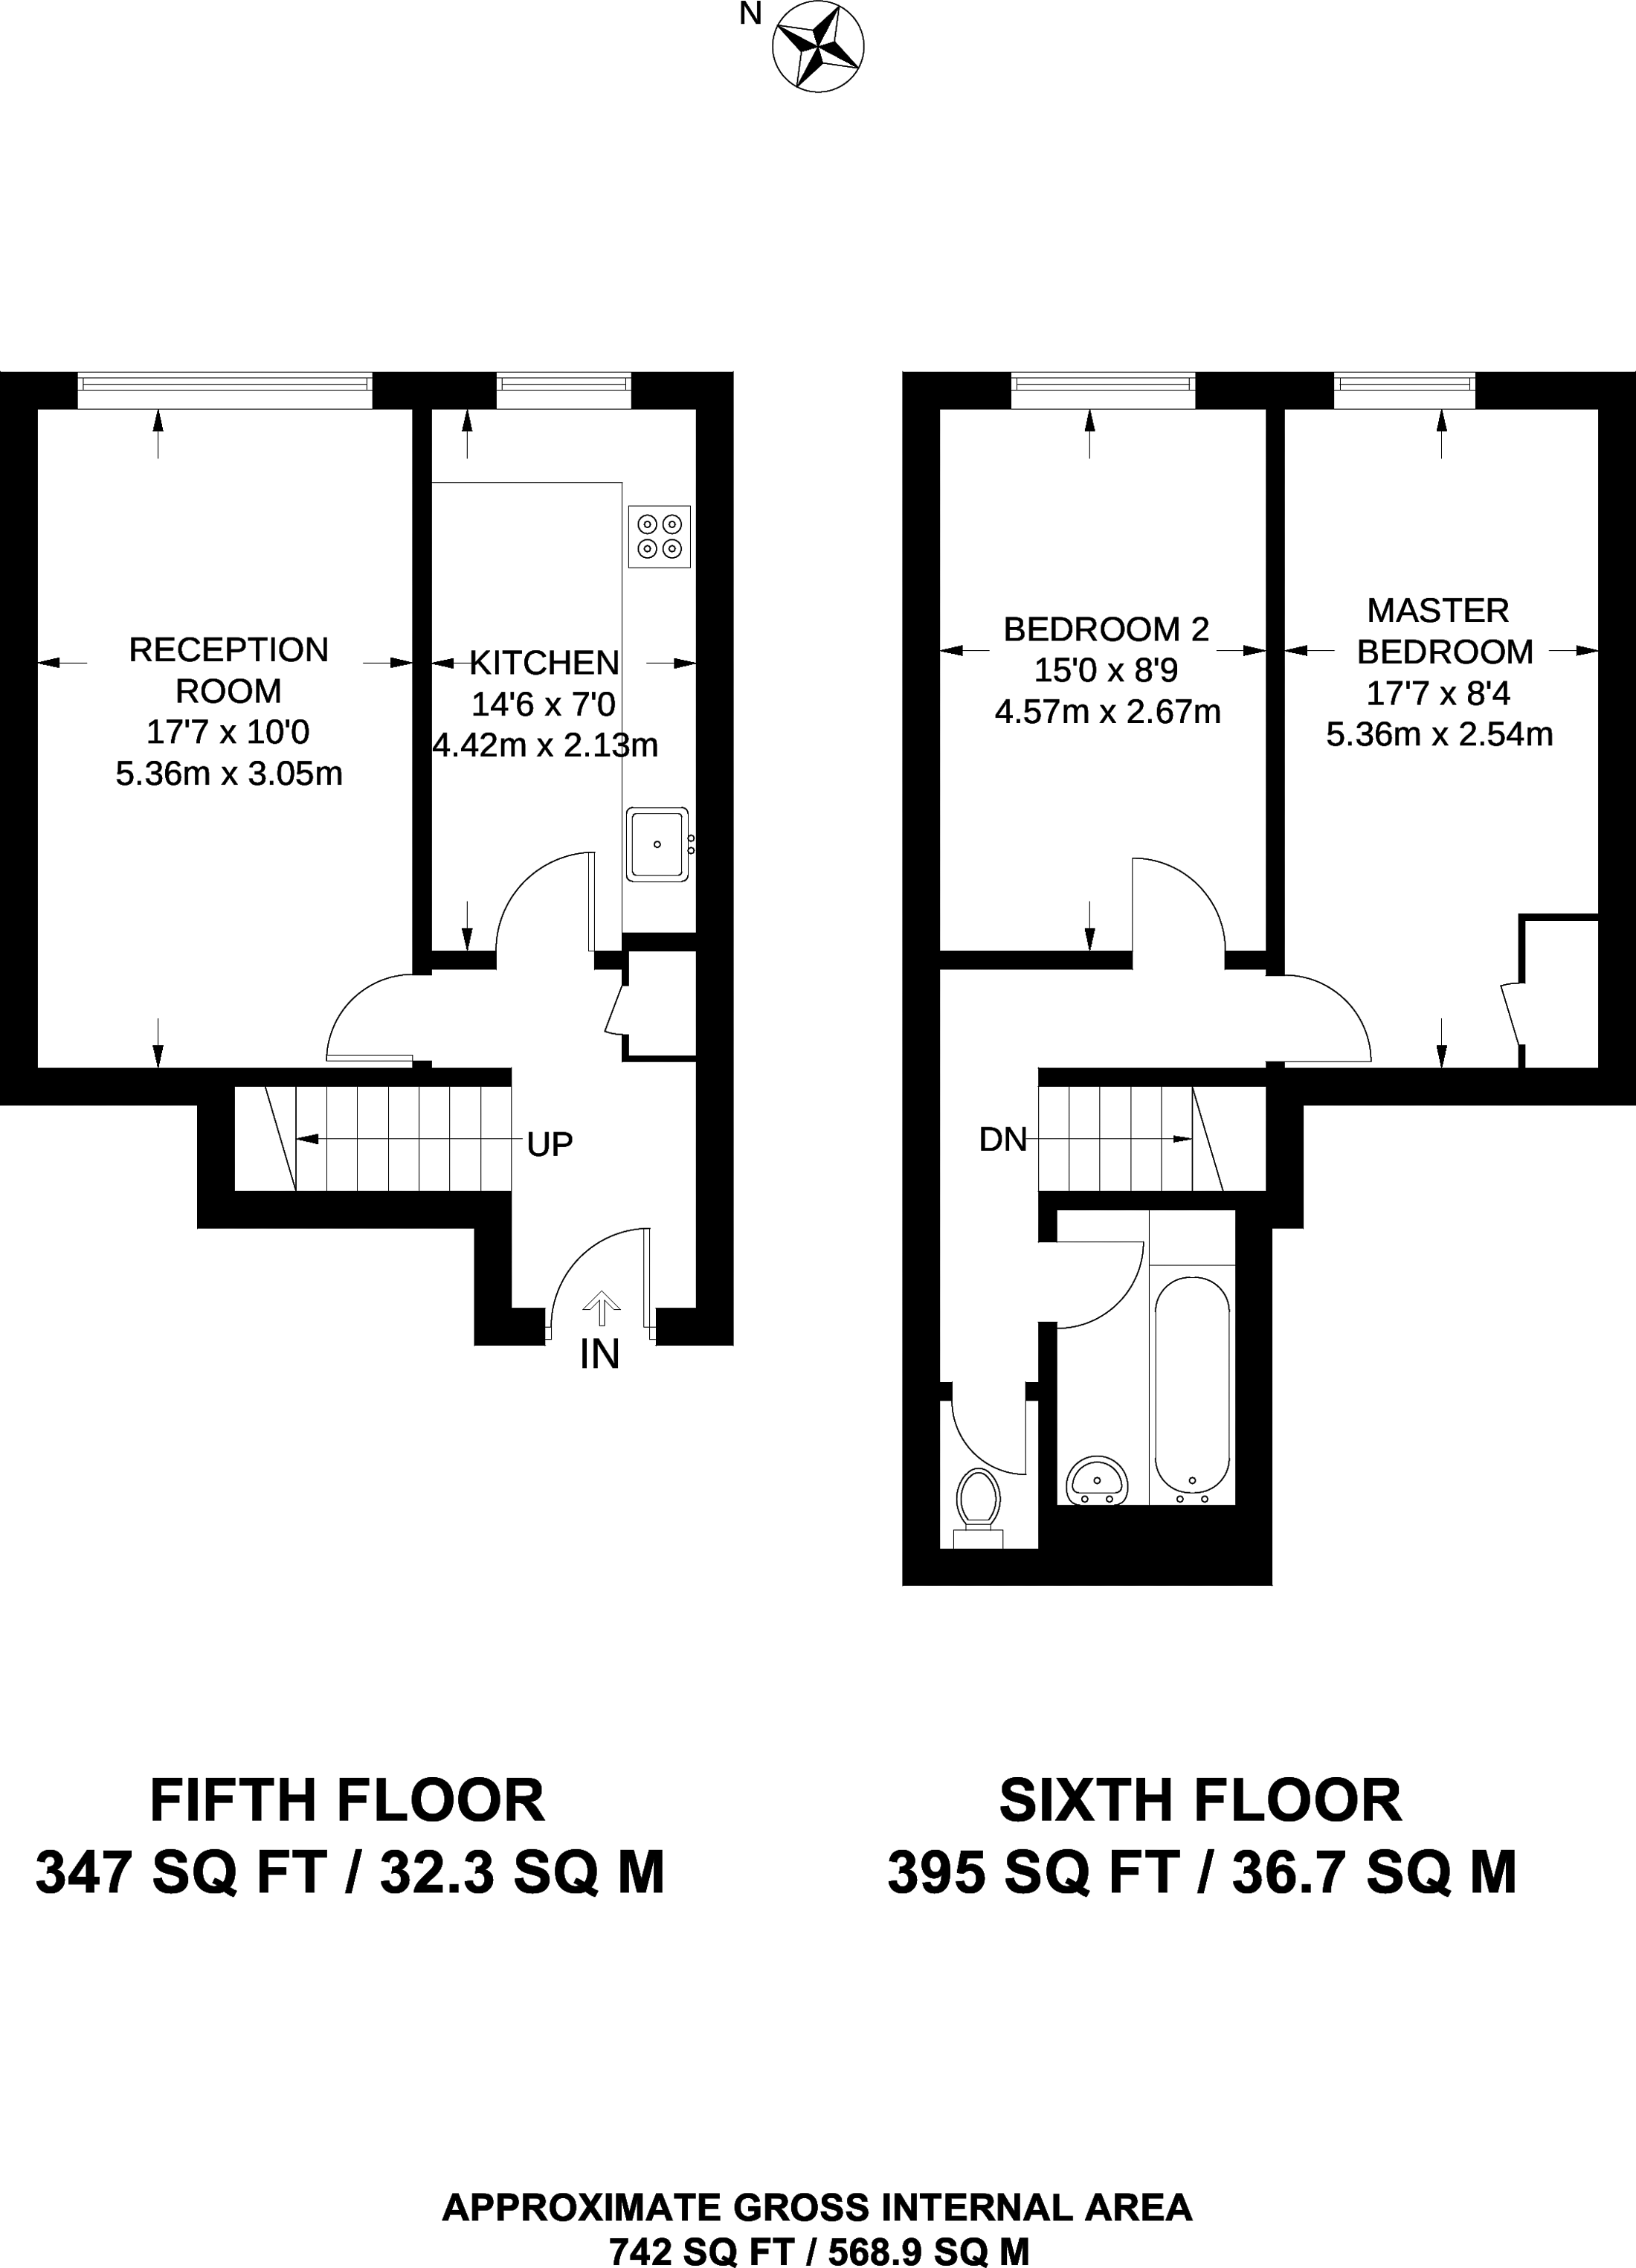 N
RECEPTION
ROOM
17'7 x 10'0
5.36m x 3.05m
KITCHEN
14'6 x 7'0
4.42m x 2.13m
UP
IN
BEDROOM 2
15'0 x 8'9
4.57m x 2.67m
MASTER
BEDROOM
17'7 x 8'4
5.36m x 2.54m
DN
FIFTH FLOOR
347 SQ FT / 32.3 SQ M
SIXTH FLOOR
395 SQ FT / 36.7 SQ M
APPROXIMATE GROSS INTERNAL AREA
742 SQ FT / 568.9 SQ M